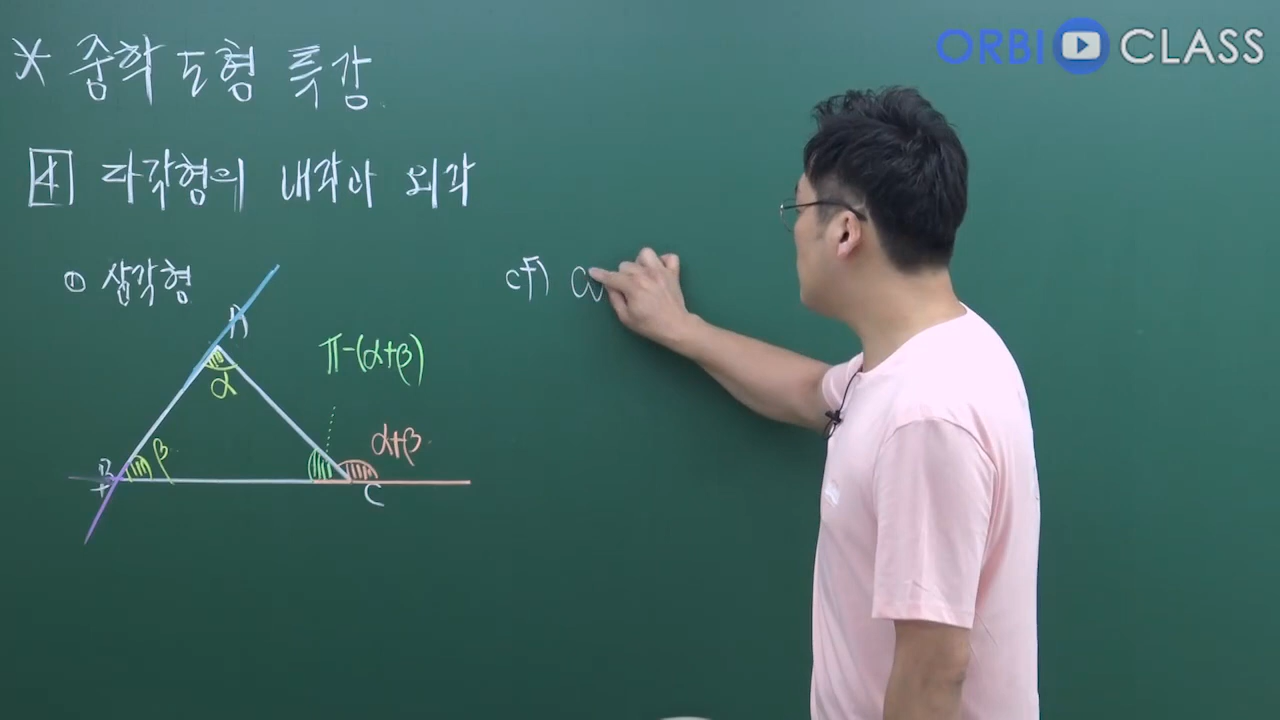 ORBI CLASS
* 중학 도형 특강.
4 다각형의 내각과 외각
① 삼각형
A
π-(α+β)
α
α+β
β
B
C
cf)